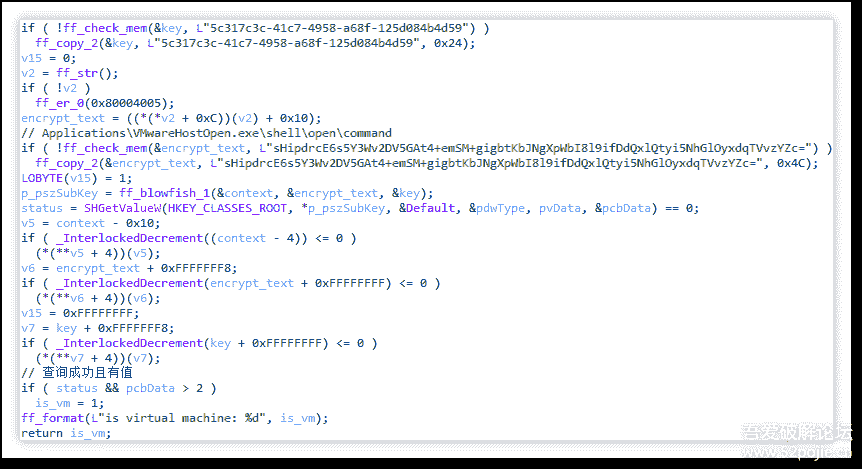 if ( !ff_check_mem(&key, L"5c317c3c-41c7-4958-a68f-125d084b4d59") )
ff_copy_2(&key, L"5c317c3c-41c7-4958-a68f-125d084b4d59", 0x24);
v15 = 0;
v2 = ff_str();
if ( !v2 )
ff_er_0(0x80004005);
encrypt_text = ((*(*v2 + 0xC))(v2) + 0x10);
// Applications\VMwareHostOpen.exe\shell\open\command
if ( !ff_check_mem(&encrypt_text, L"sHipdrcE6s5Y3Wv2DV5GAt4+emSM+gigbtKbJNgXpWbI8l9ifDdQxlQtyi5NhGlOyxdqTVvzYZc=") )
ff_copy_2(&encrypt_text, L"sHipdrcE6s5Y3Wv2DV5GAt4+emSM+gigbtKbJNgXpWbI8l9ifDdQxlQtyi5NhGlOyxdqTVvzYZc=", 0x4C);
LOBYTE(v15) = 1;
p_pszSubKey = ff_blowfish_1(&context, &encrypt_text, &key);
status = SHGetValueW(HKEY_CLASSES_ROOT, *p_pszSubKey, &Default, &pdwType, pvData, &pcbData) == 0;
v5 = context - 0x10;
if ( _InterlockedDecrement((context - 4)) <= 0 )
(*(**v5 + 4))(v5);
v6 = encrypt_text + 0xFFFFFFF8;
if ( _InterlockedDecrement(encrypt_text + 0xFFFFFFFF) <= 0 )
(*(**v6 + 4))(v6);
v15 = 0xFFFFFFFF;
v7 = key + 0xFFFFFFF8;
if ( _InterlockedDecrement(key + 0xFFFFFFFF) <= 0 )
(*(**v7 + 4))(v7);
// 查询成功且有值
if ( status && pcbData > 2 )
is_vm = 1;
ff_format(L"is virtual machine: %d", is_vm);
return is_vm;
吾爱破解论坛
www.52pojie.cn